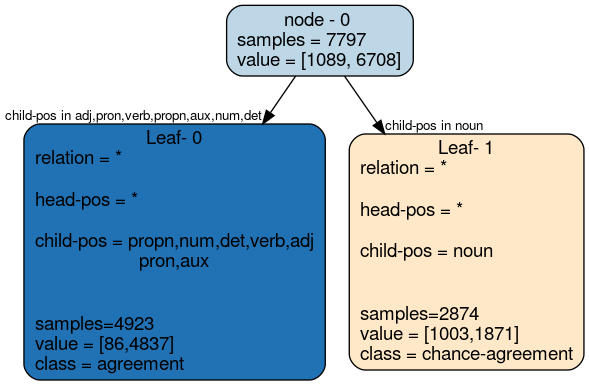 node - 0
samples = 7797
value = [1089, 6708]
child-pos in adj,pron,verb,propn,aux,num,det
child-pos in noun
Leaf- 0
relation = *
head-pos = *
child-pos = propn,num,det,verb,adj
pron,aux
samples=4923
value = [86,4837]
class = agreement
Leaf- 1
relation = *
head-pos = *
child-pos = noun
samples=2874
value = [1003,1871]
class = chance-agreement